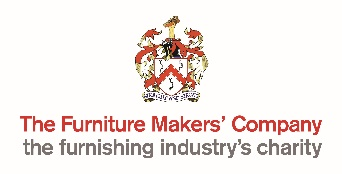 The Furniture Makers' Company
the furnishing industry's charity